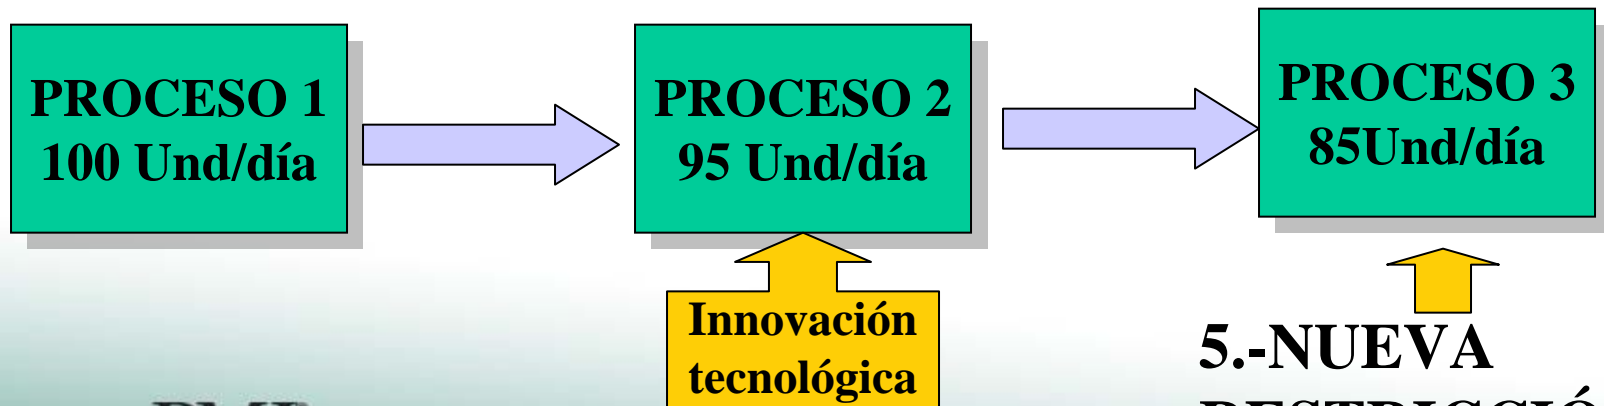 PROCESO 1
100 Und/día
PROCESO 2
95 Und/día
PROCESO 3
85Und/día
Innovación
tecnológica
5.-NUEVA